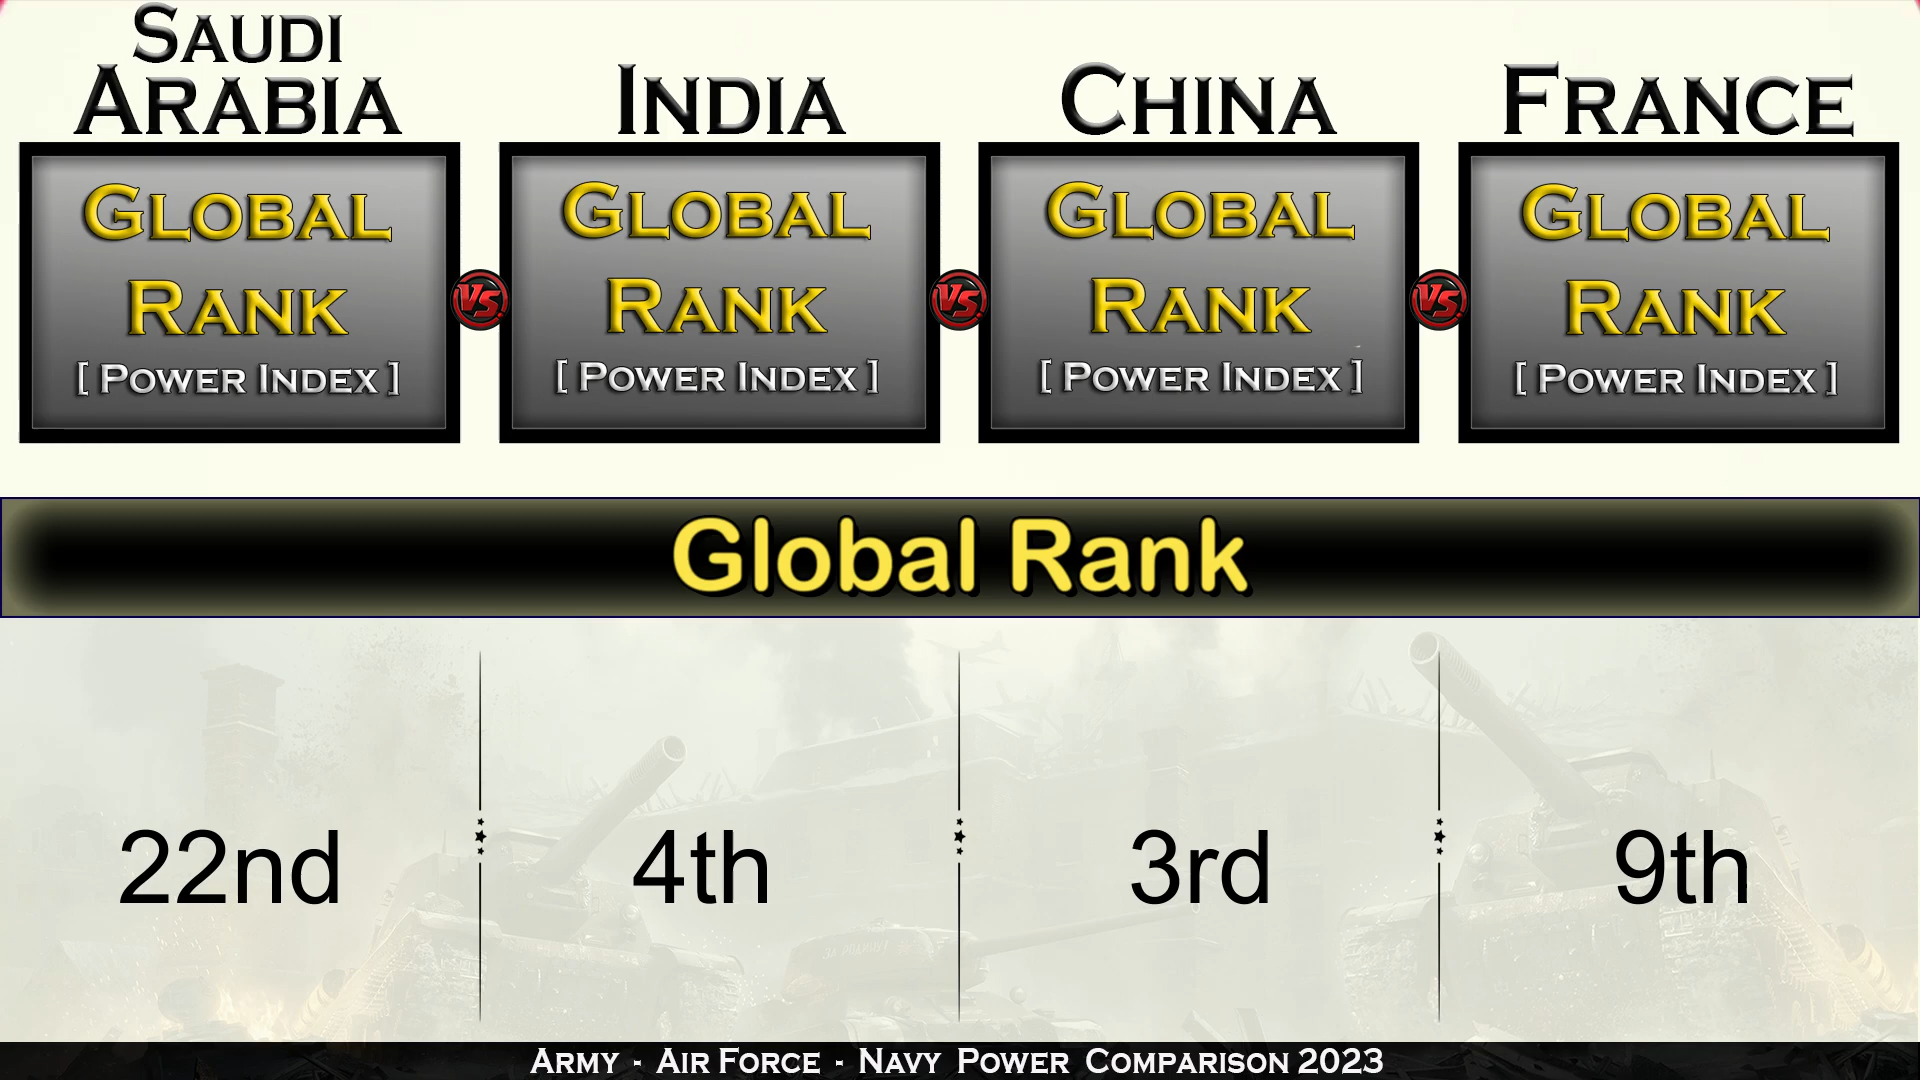 Saudi
Arabia
India
China
France
Global
Rank
[ Power Index ]
VS.
Global
Rank
[ Power Index ]
VS.
Global
Rank
[ Power Index ]
VS.
Global
Rank
[ Power Index ]
Global Rank
22nd
4th
3rd
9th
Army - Air Force - Navy Power Comparison 2023